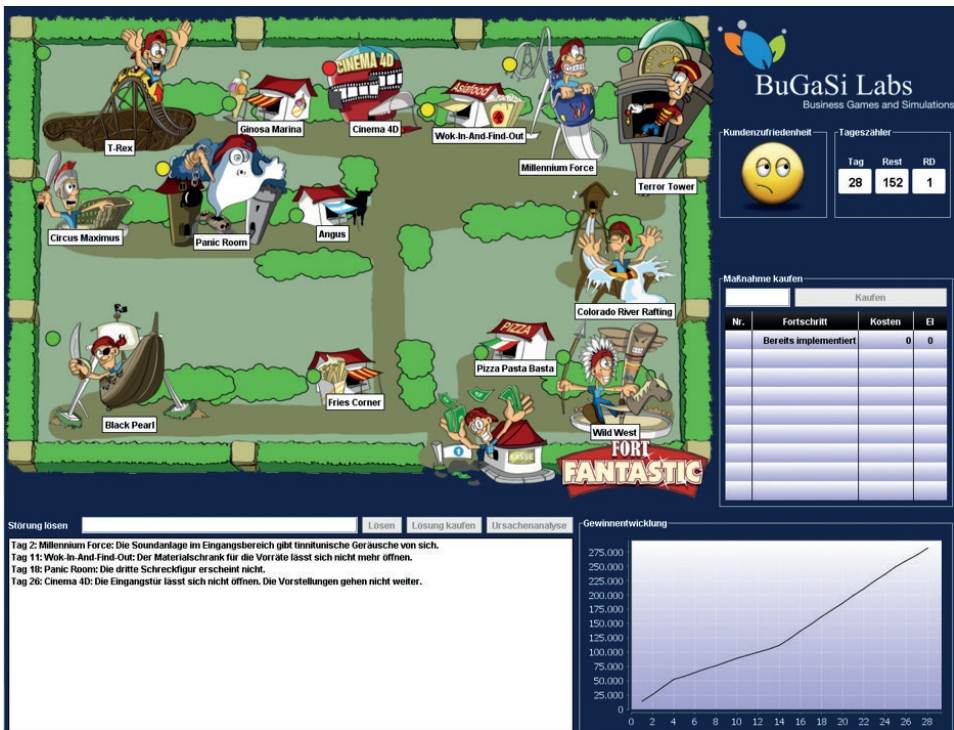 BuGaSi Labs
Business Games and Simulations
Kundenzufriedenheit
Tageszähler
Tag Rest RD
28 152 1
CINEMA 4D
Asiafood
T-Rex
Ginosa Marina
Cinema 4D
Wok-In-And-Find-Out
Millennium Force
Terror Tower
Circus Maximus
Panic Room
Angus
Colorado River Rafting
PIZZA
Pizza Pasta Basta
Fries Corner
Black Pearl
Wild West
KASSE
FORT
FANTASTIC
Maßnahme kaufen
Kaufen
Nr. Fortschritt Kosten EI
Bereits implementiert 0 0
Störung lösen Lösen Lösung kaufen Ursachenanalyse
Tag 2: Millennium Force: Die Soundanlage im Eingangsbereich gibt tinnitunische Geräusche von sich.
Tag 11: Wok-In-And-Find-Out: Der Materialschrank für die Vorräte lässt sich nicht mehr öffnen.
Tag 18: Panic Room: Die dritte Schreckfigur erscheint nicht.
Tag 26: Cinema 4D: Die Eingangstür lässt sich nicht öffnen. Die Vorstellungen gehen nicht weiter.
Gewinnentwicklung
275.000
250.000
225.000
200.000
175.000
150.000
125.000
100.000
75.000
50.000
25.000
0
0 2 4 6 8 10 12 14 16 18 20 22 24 26 28